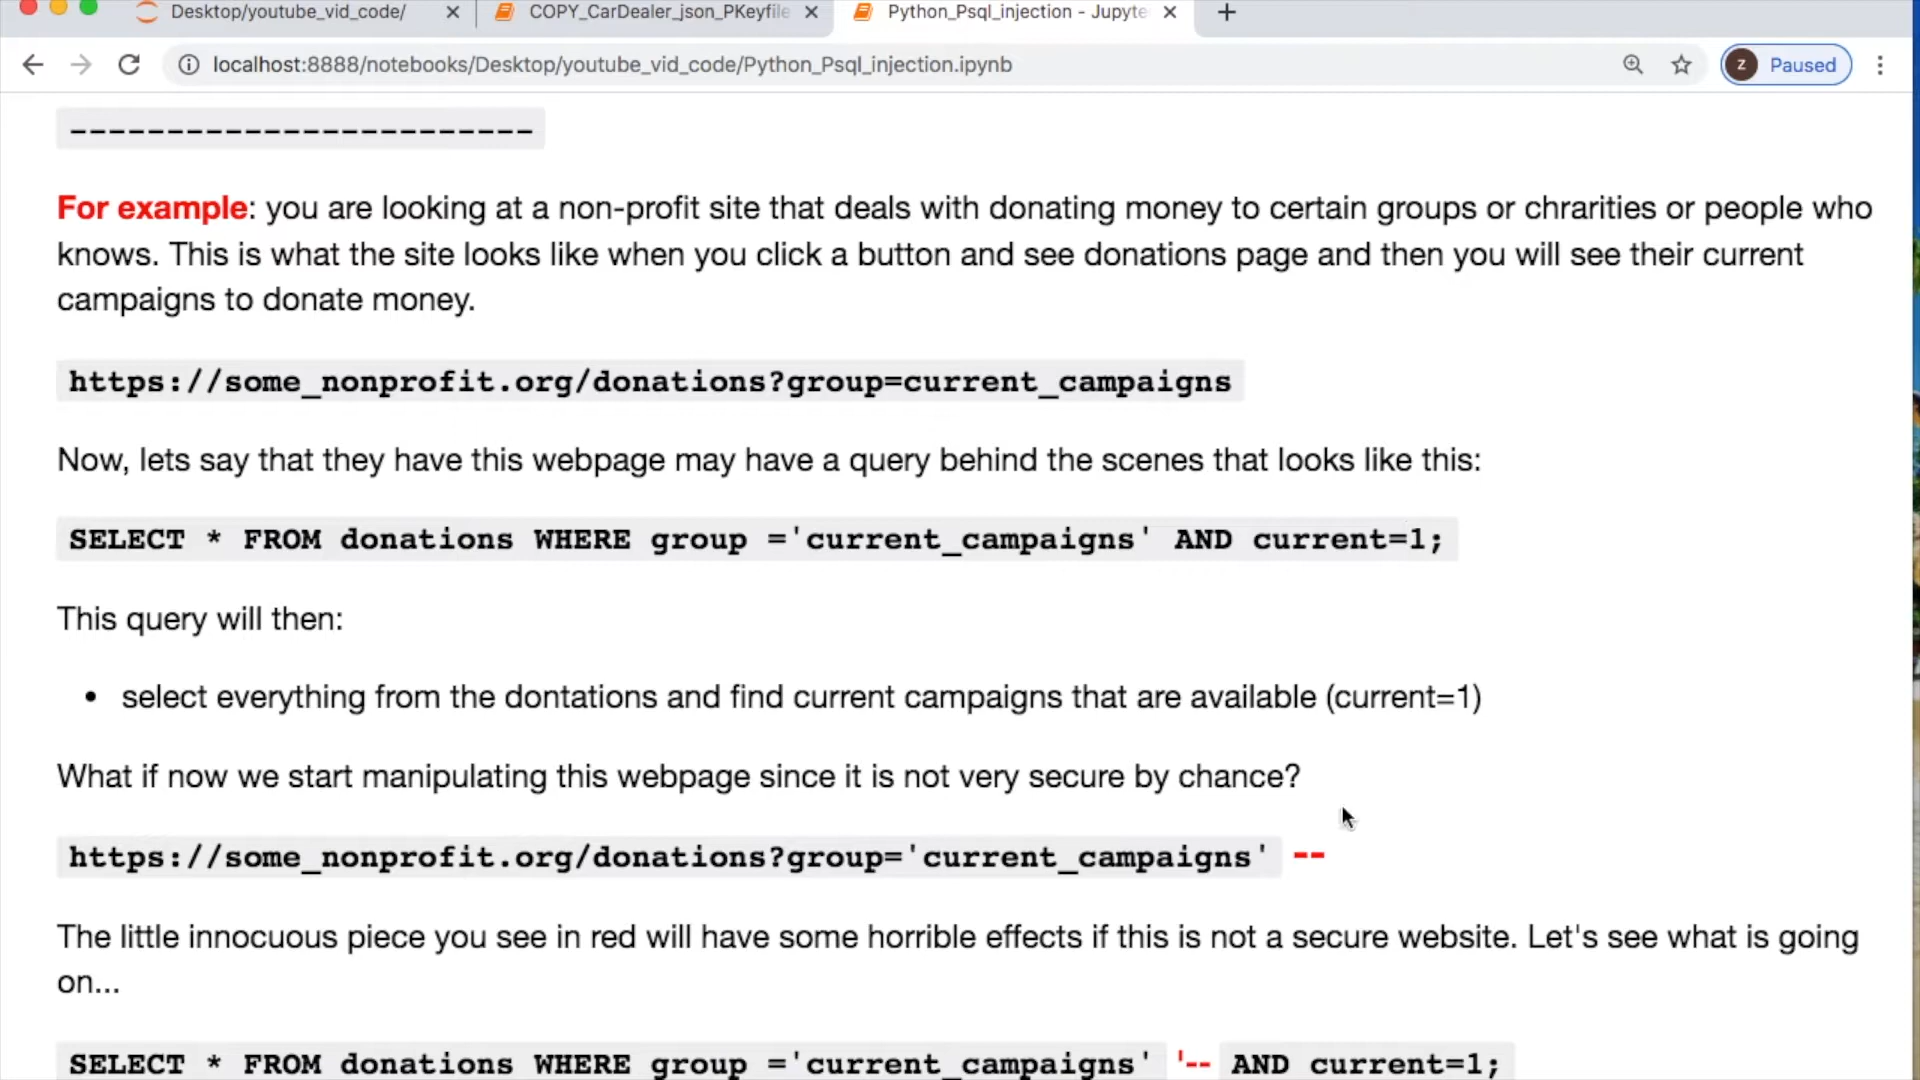 Desktop/youtube_vid_code/ COPY_CarDealer_json_PKeyfile Python_Psql_injection - Jupyte
localhost:8888/notebooks/Desktop/youtube_vid_code/Python_Psql_injection.ipynb Z Paused
------------------------
For example: you are looking at a non-profit site that deals with donating money to certain groups or chrarities or people who
knows. This is what the site looks like when you click a button and see donations page and then you will see their current
campaigns to donate money.
https://some_nonprofit.org/donations?group=current_campaigns
Now, lets say that they have this webpage may have a query behind the scenes that looks like this:
SELECT * FROM donations WHERE group ='current_campaigns' AND current=1;
This query will then:
• select everything from the dontations and find current campaigns that are available (current=1)
What if now we start manipulating this webpage since it is not very secure by chance?
https://some_nonprofit.org/donations?group='current_campaigns' --
The little innocuous piece you see in red will have some horrible effects if this is not a secure website. Let's see what is going
on...
SELECT * FROM donations WHERE group ='current_campaigns' '-- AND current=1;